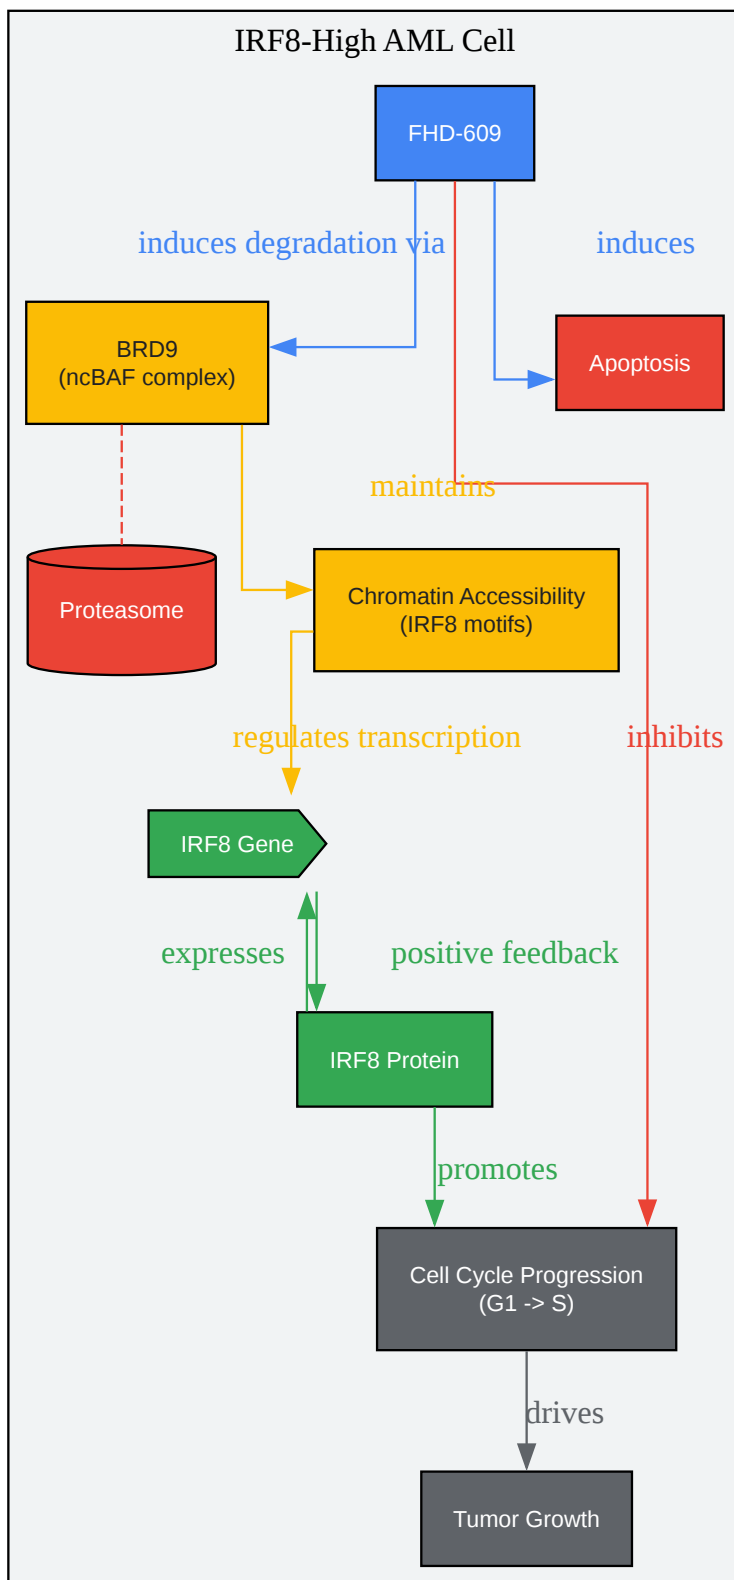 IRF8-High AML Cell
FHD-609
induces degradation via
induces
BRD9
(ncBAF complex)
Apoptosis
maintains
Proteasome
Chromatin Accessibility
(IRF8 motifs)
regulates transcription
inhibits
IRF8 Gene
expresses
positive feedback
IRF8 Protein
promotes
Cell Cycle Progression
(G1 -> S)
drives
Tumor Growth